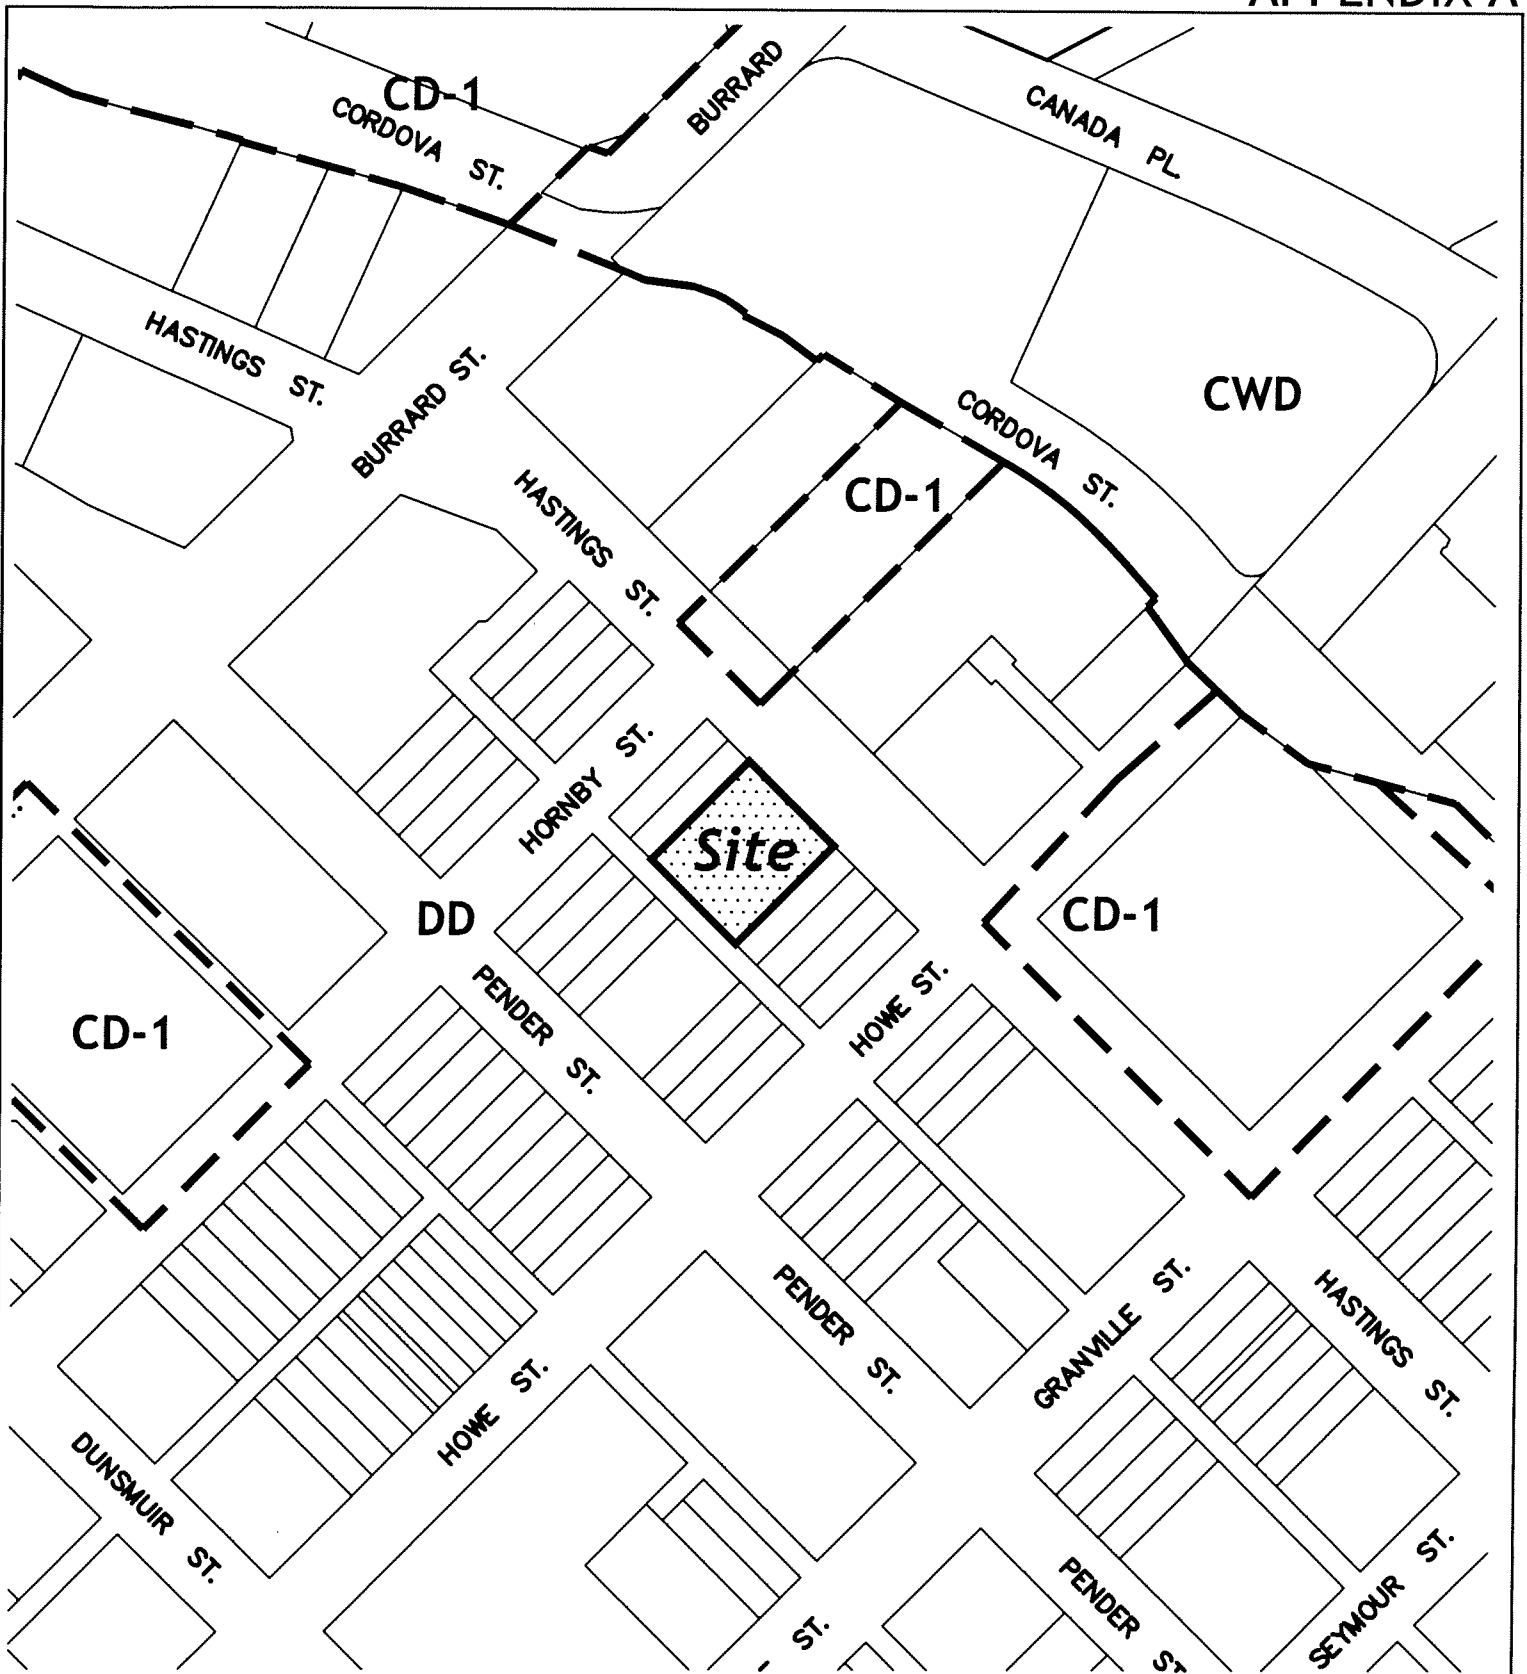 APPENDIX A
CD-1
CORDOVA ST.
BURRARD
CANADA PL.
HASTINGS ST.
BURRARD ST.
CWD
CORDOVA ST.
CD-1
HASTINGS ST.
HORNBY ST.
Site
DD
CD-1
PENDER ST.
HOWE ST.
CD-1
PENDER ST.
GRANVILLE ST.
HASTINGS ST.
HOWE ST.
DUNSMUIR ST.
PENDER ST.
SEYMOUR ST.
ST.